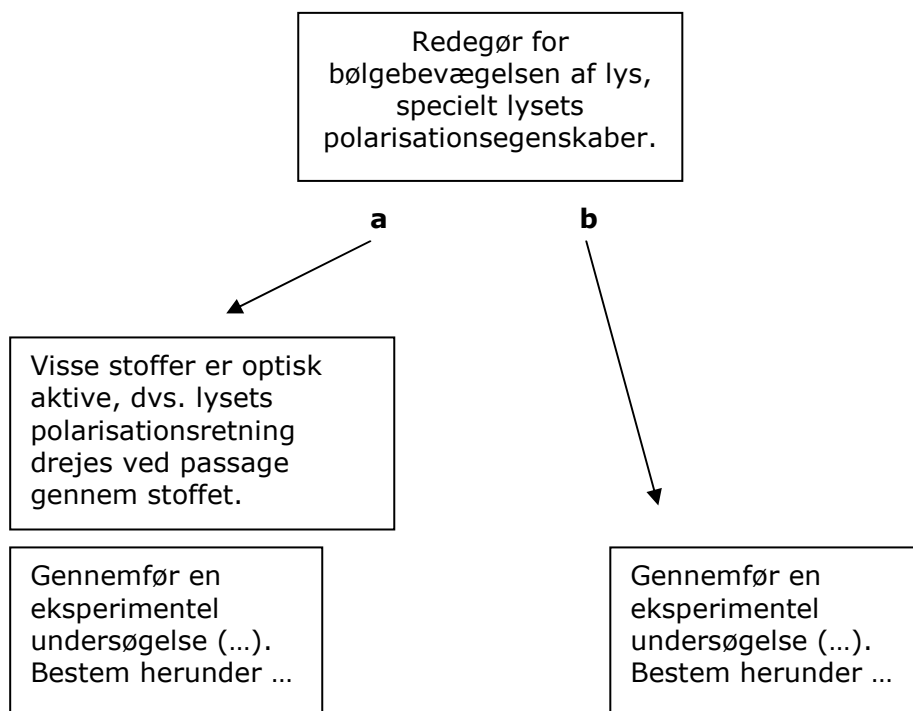 Redegør for
bølgebevægelsen af lys,
specielt lysets
polarisationsegenskaber.
a
b
Visse stoffer er optisk
aktive, dvs. lysets
polarisationsretning
drejes ved passage
gennem stoffet.
Gennemfør en
eksperimentel
undersøgelse (…).
Bestem herunder …
Gennemfør en
eksperimentel
undersøgelse (…).
Bestem herunder …